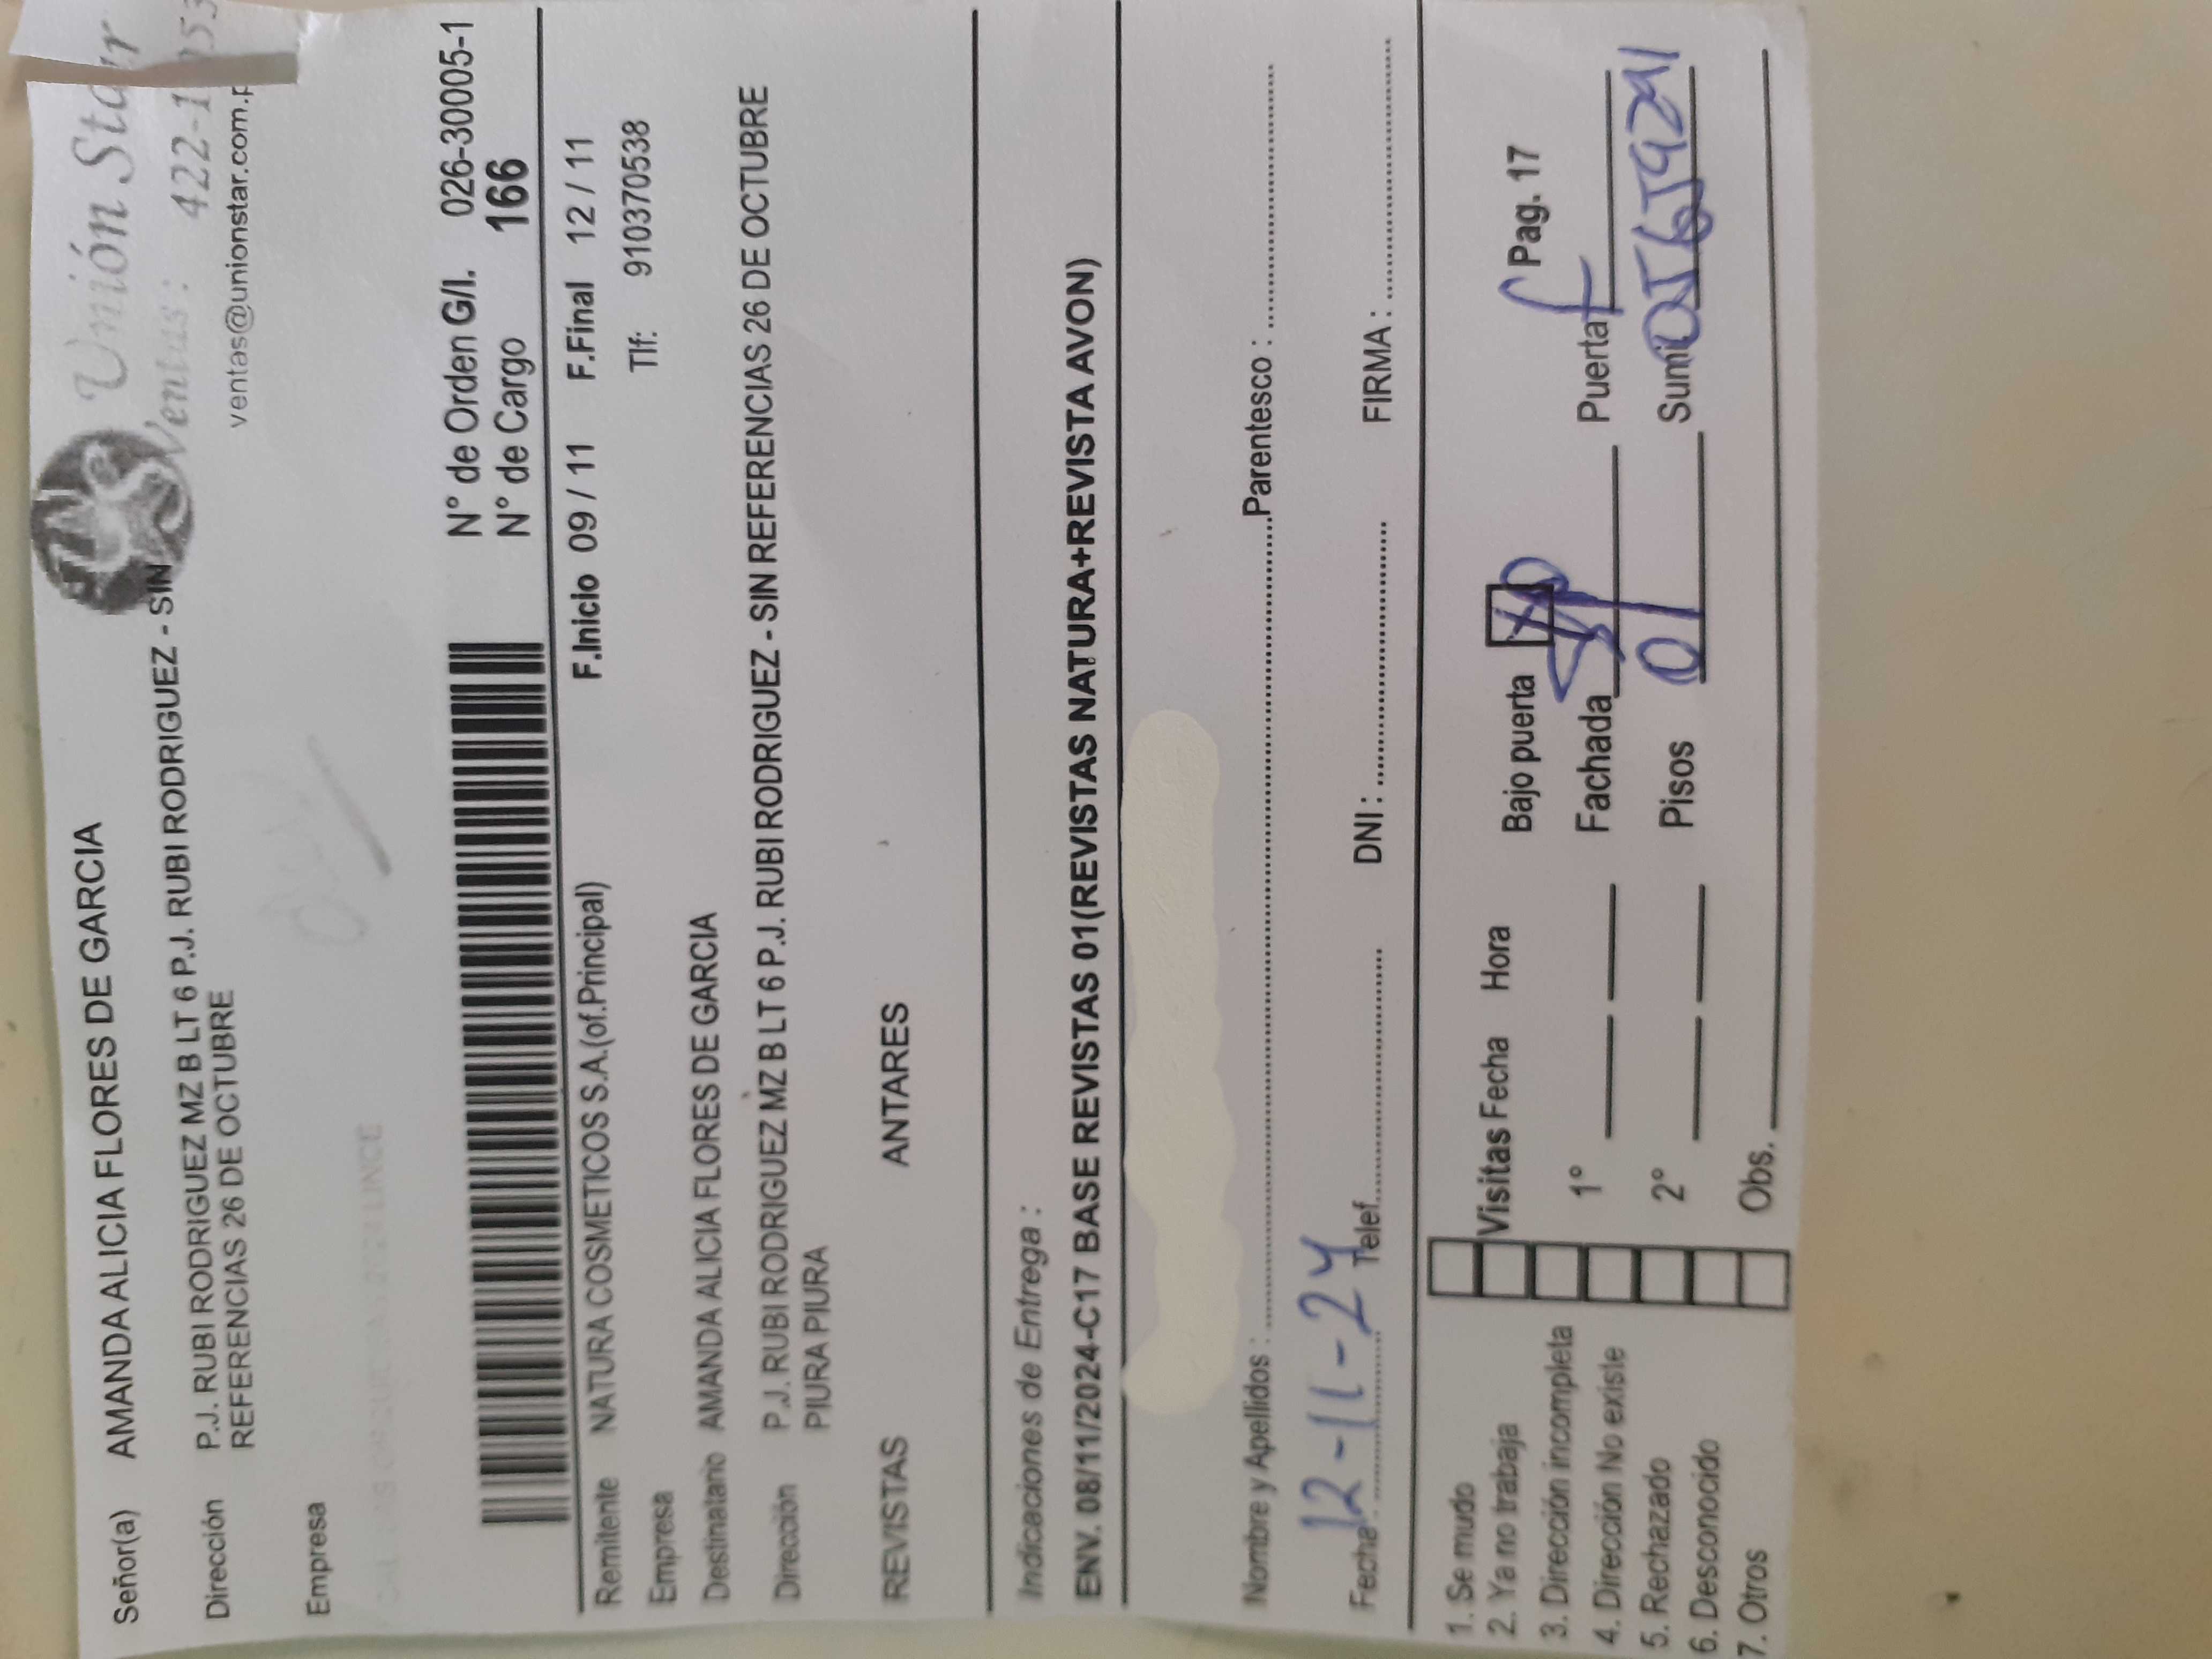 Señor(a) AMANDA ALICIA FLORES DE GARCIA
Unión Star
Ventas: 422-1
ventas@unionstar.com.p
Dirección P.J. RUBI RODRIGUEZ MZ B LT 6 P.J. RUBI RODRIGUEZ - SIN
REFERENCIAS 26 DE OCTUBRE
Empresa
N° de Orden G/I. 026-30005-1
N° de Cargo 166
F.Inicio 09 / 11 F.Final 12 / 11
Remitente NATURA COSMETICOS S.A.(of.Principal)
Tlf: 910370538
Empresa
Destinatario AMANDA ALICIA FLORES DE GARCIA
Dirección P.J. RUBI RODRIGUEZ MZ B LT 6 P.J. RUBI RODRIGUEZ - SIN REFERENCIAS 26 DE OCTUBRE
PIURA PIURA
REVISTAS ANTARES
Indicaciones de Entrega :
ENV. 08/11/2024-C17 BASE REVISTAS 01(REVISTAS NATURA+REVISTA AVON)
Nombre y Apellidos : Parentesco :
Fecha : 12-11-24 Telef. DNI : FIRMA :
1. Se mudo
2. Ya no trabaja
3. Dirección incompleta
4. Dirección No existe
5. Rechazado
6. Desconocido
7. Otros
Visitas Fecha Hora
1°
2°
Obs.
Bajo puerta X Pag. 17
Fachada Puerta
Pisos 01 Sumi